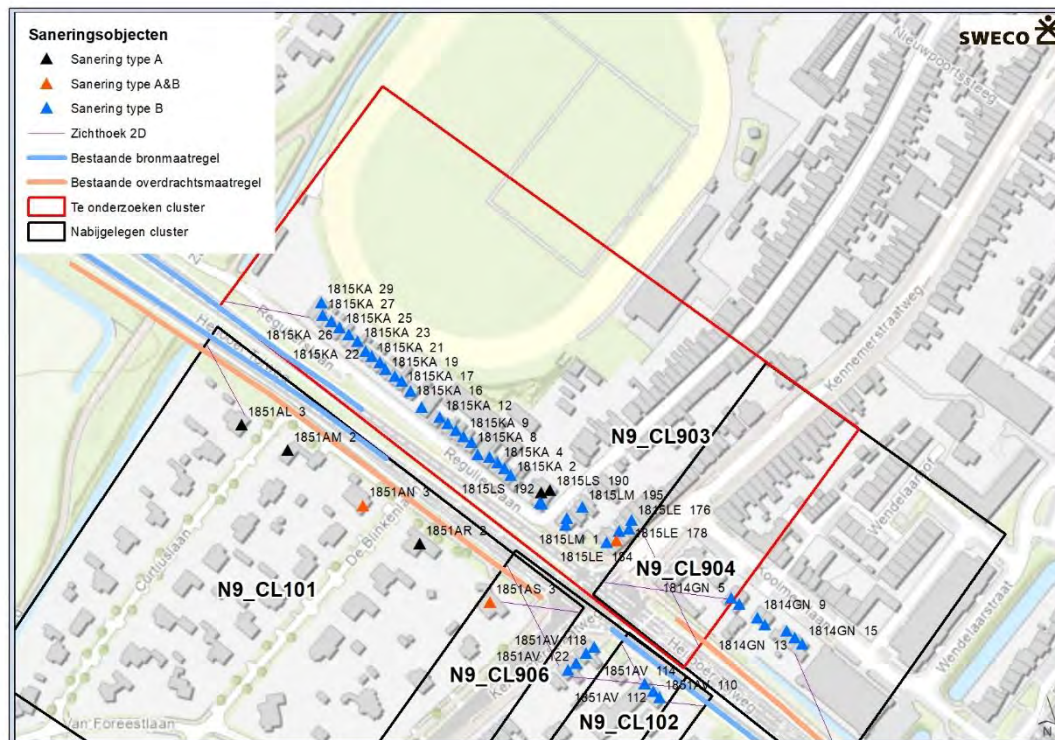 Saneringsobjecten
Sanering type A
Sanering type A&B
Sanering type B
Zichthoek 2D
Bestaande bronmaatregel
Bestaande overdrachtsmaatregel
Te onderzoeken cluster
Nabijgelegen cluster
SWECO
Nieuwpoortssteeg
Kennemerstraatweg
1815KA 29
1815KA 27
1815KA 25
1815KA 26
1815KA 23
1815KA 22
1815KA 21
1815KA 19
1815KA 17
1815KA 16
1815KA 12
1815KA 9
1815KA 8
1815KA 4
1815KA 2
Regulierslaan
Regulierslaan
N9_CL903
1815LS 190
1815LS 192
1815LM 195
1815LM 1
1815LE 176
1815LE 178
1815LE 184
N9_CL904
Wendelaarhof
Wendelaarstraat
1814GN 5
1814GN 9
1814GN 13
1814GN 15
1851AL 3
1851AM 2
1851AN 3
1851AR 2
1851AS 3
Curtiuslaan
N9_CL101
1851AV 118
1851AV 122
1851AV 114
1851AV 110
1851AV 112
N9_CL906
N9_CL102
Van Foreestlaan
N